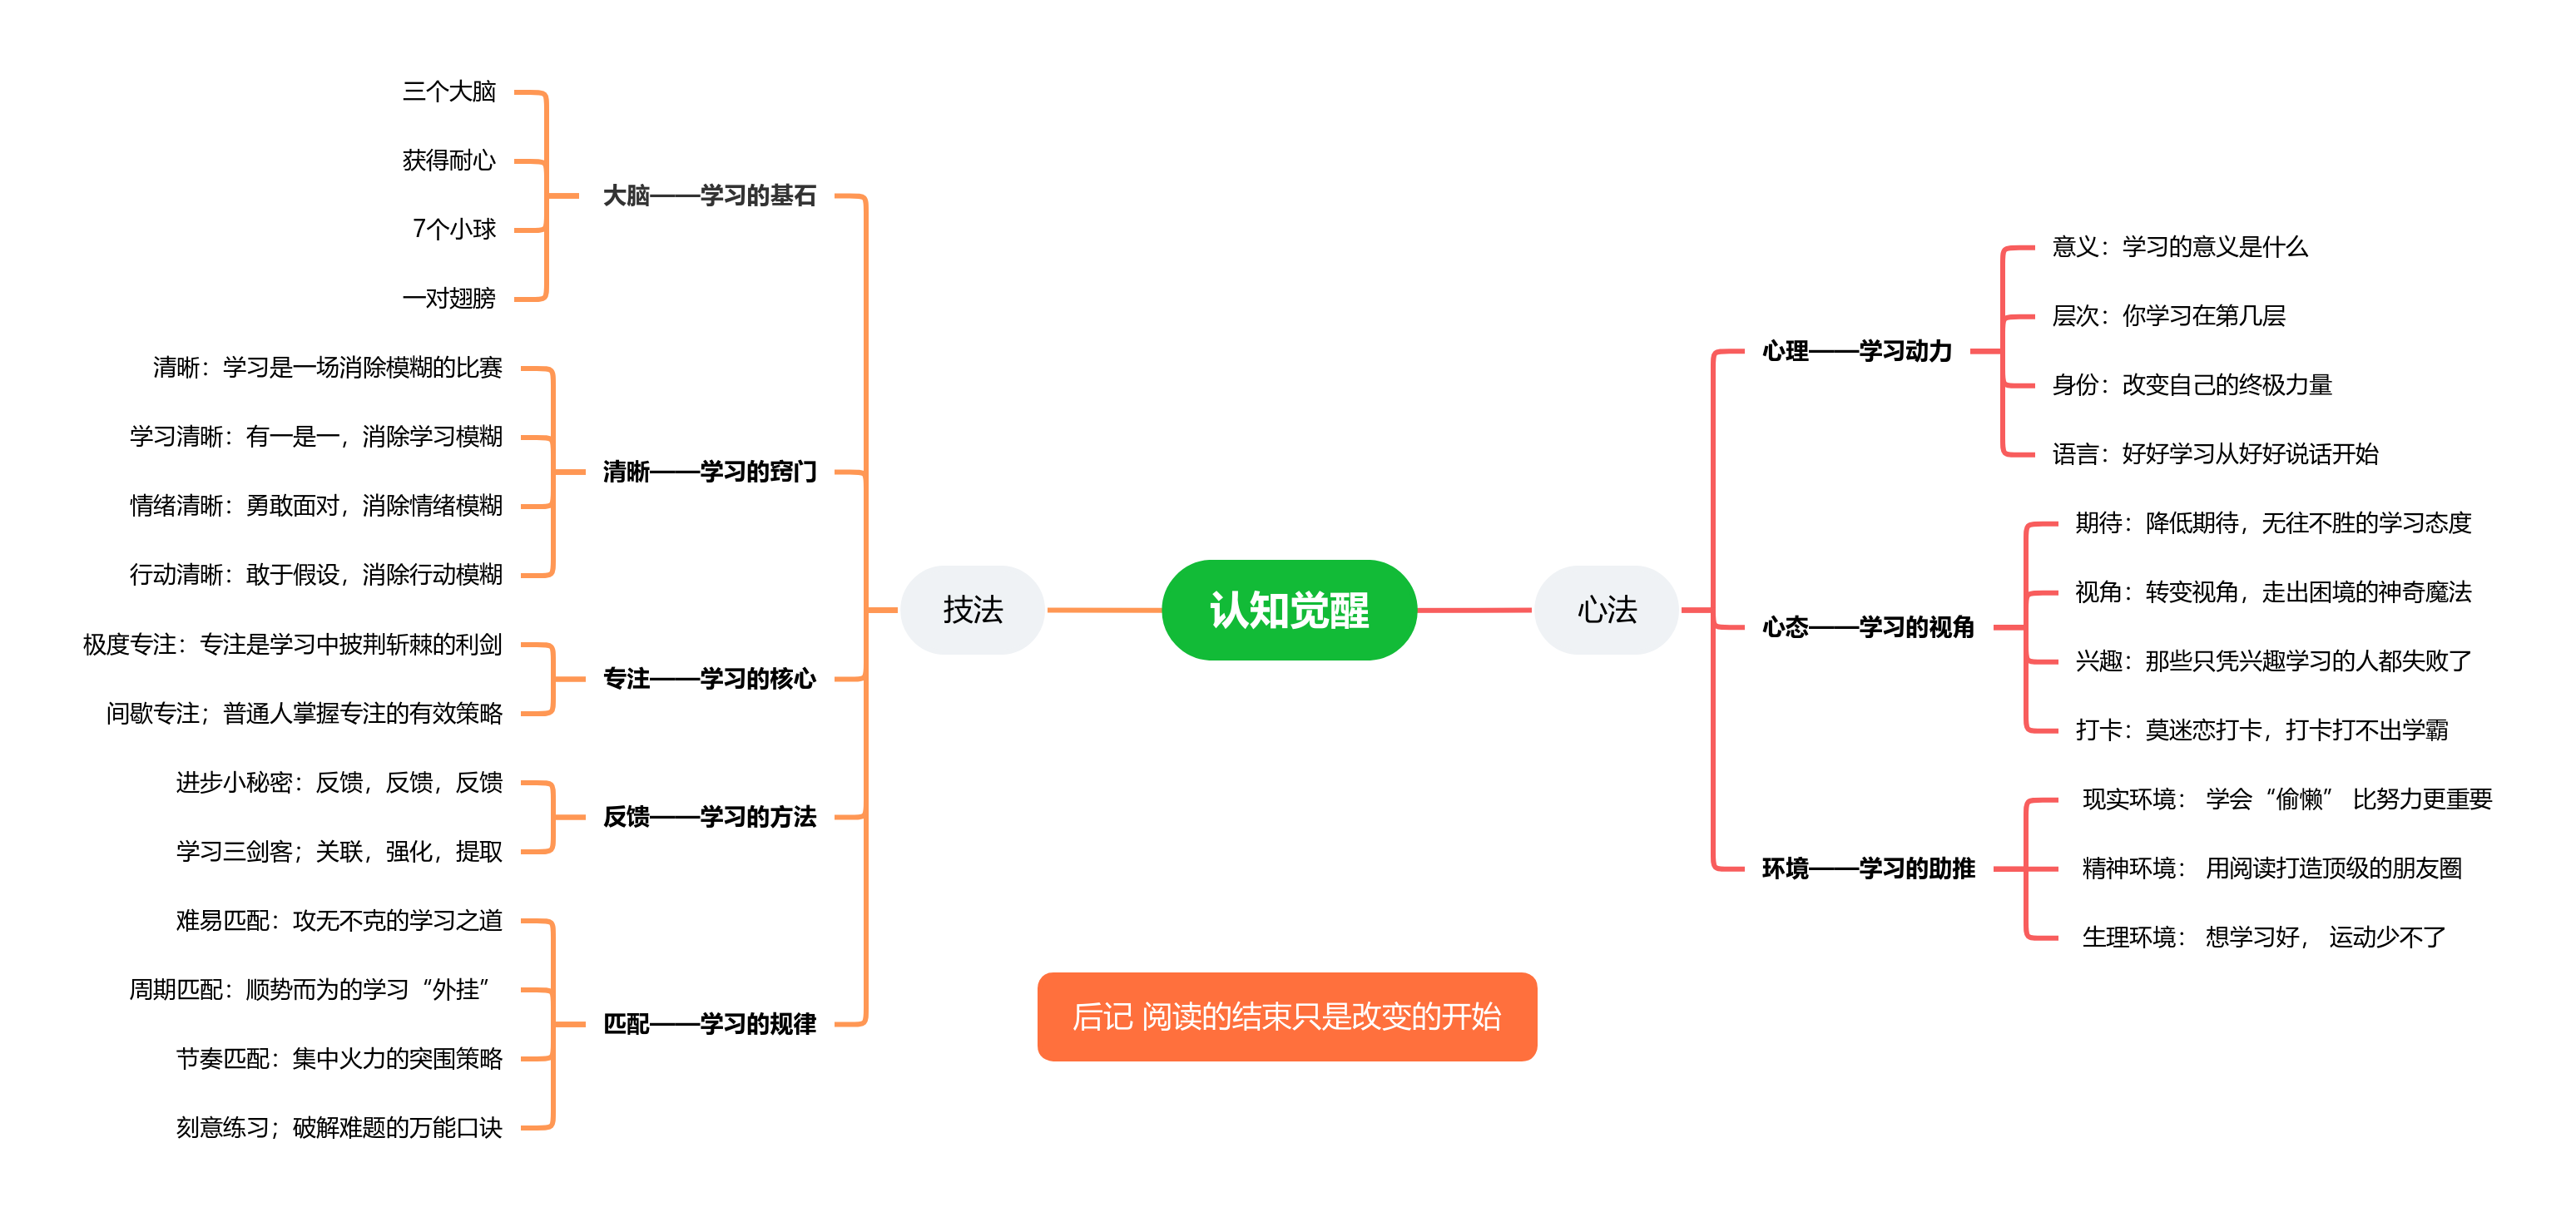 认知觉醒
技法
大脑——学习的基石
三个大脑
获得耐心
7个小球
一对翅膀
清晰——学习的窍门
清晰：学习是一场消除模糊的比赛
学习清晰：有一是一，消除学习模糊
情绪清晰：勇敢面对，消除情绪模糊
行动清晰：敢于假设，消除行动模糊
专注——学习的核心
极度专注：专注是学习中披荆斩棘的利剑
间歇专注；普通人掌握专注的有效策略
反馈——学习的方法
进步小秘密：反馈，反馈，反馈
学习三剑客；关联，强化，提取
匹配——学习的规律
难易匹配：攻无不克的学习之道
周期匹配：顺势而为的学习“外挂”
节奏匹配：集中火力的突围策略
刻意练习；破解难题的万能口诀
心法
心理——学习动力
意义：学习的意义是什么
层次：你学习在第几层
身份：改变自己的终极力量
语言：好好学习从好好说话开始
心态——学习的视角
期待：降低期待，无往不胜的学习态度
视角：转变视角，走出困境的神奇魔法
兴趣：那些只凭兴趣学习的人都失败了
打卡：莫迷恋打卡，打卡打不出学霸
环境——学习的助推
现实环境： 学会“偷懒” 比努力更重要
精神环境： 用阅读打造顶级的朋友圈
生理环境： 想学习好， 运动少不了
后记 阅读的结束只是改变的开始